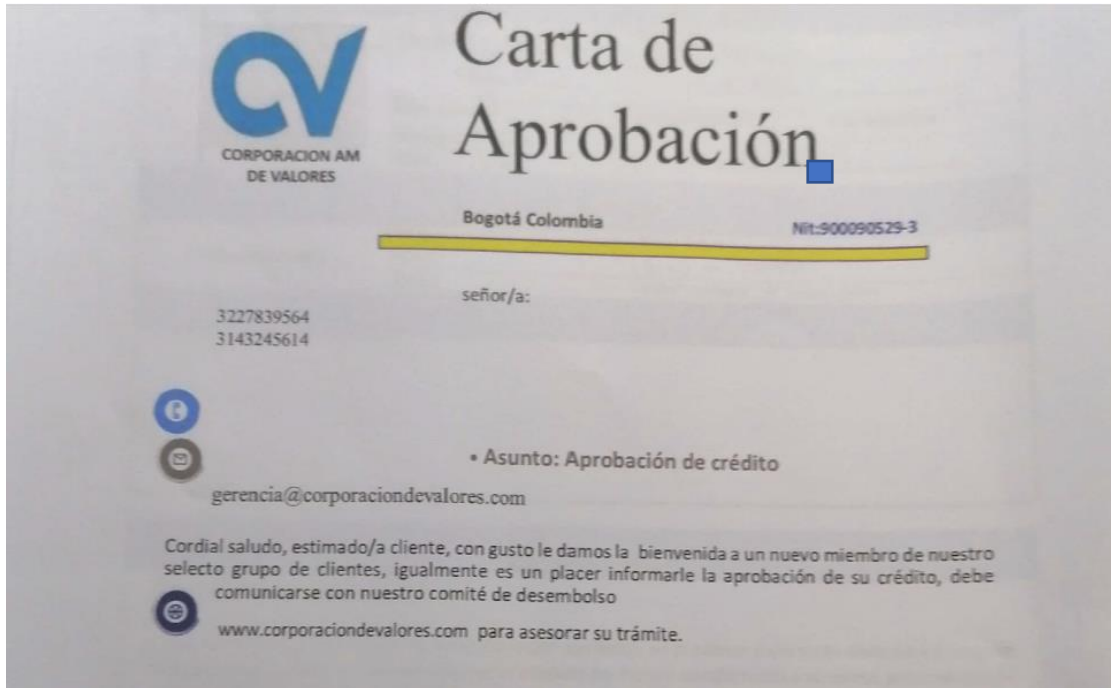 Carta de
Aprobación
CORPORACION AM
DE VALORES
Bogotá Colombia
Nit:900090529-3
señor/a:
3227839564
3143245614
• Asunto: Aprobación de crédito
gerencia@corporaciondevalores.com
Cordial saludo, estimado/a cliente, con gusto le damos la bienvenida a un nuevo miembro de nuestro
selecto grupo de clientes, igualmente es un placer informarle la aprobación de su crédito, debe
comunicarse con nuestro comité de desembolso
www.corporaciondevalores.com para asesorar su trámite.